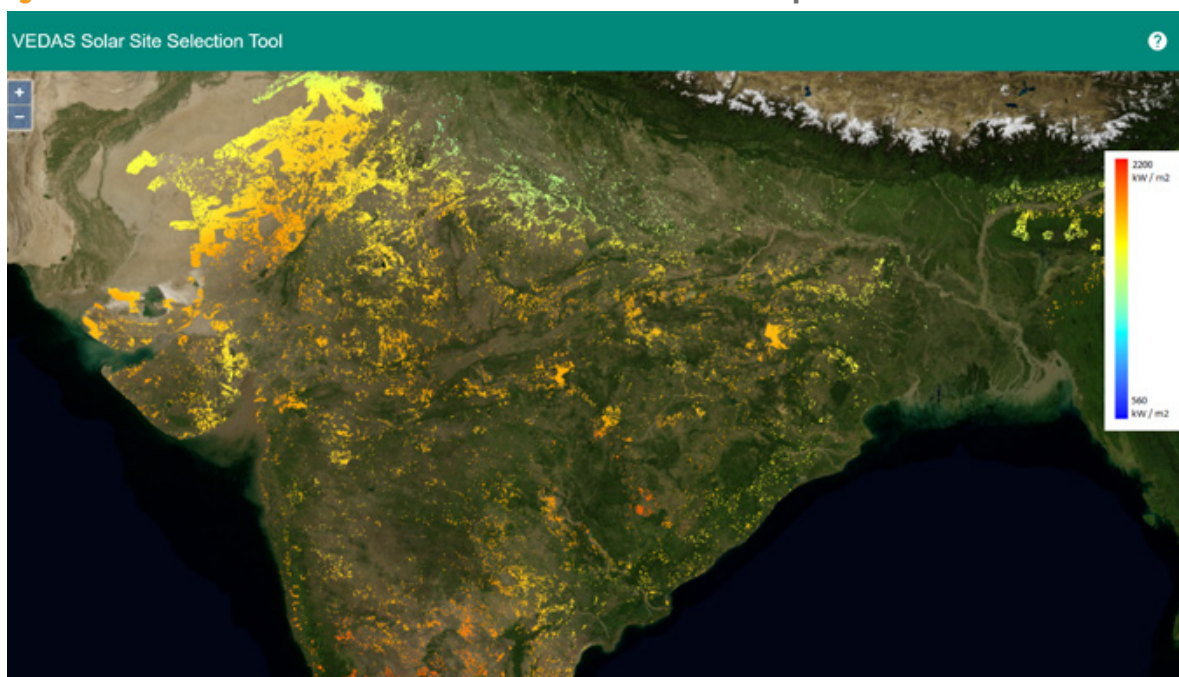 VEDAS Solar Site Selection Tool
?
+
−
2200
kW / m2
560
kW / m2